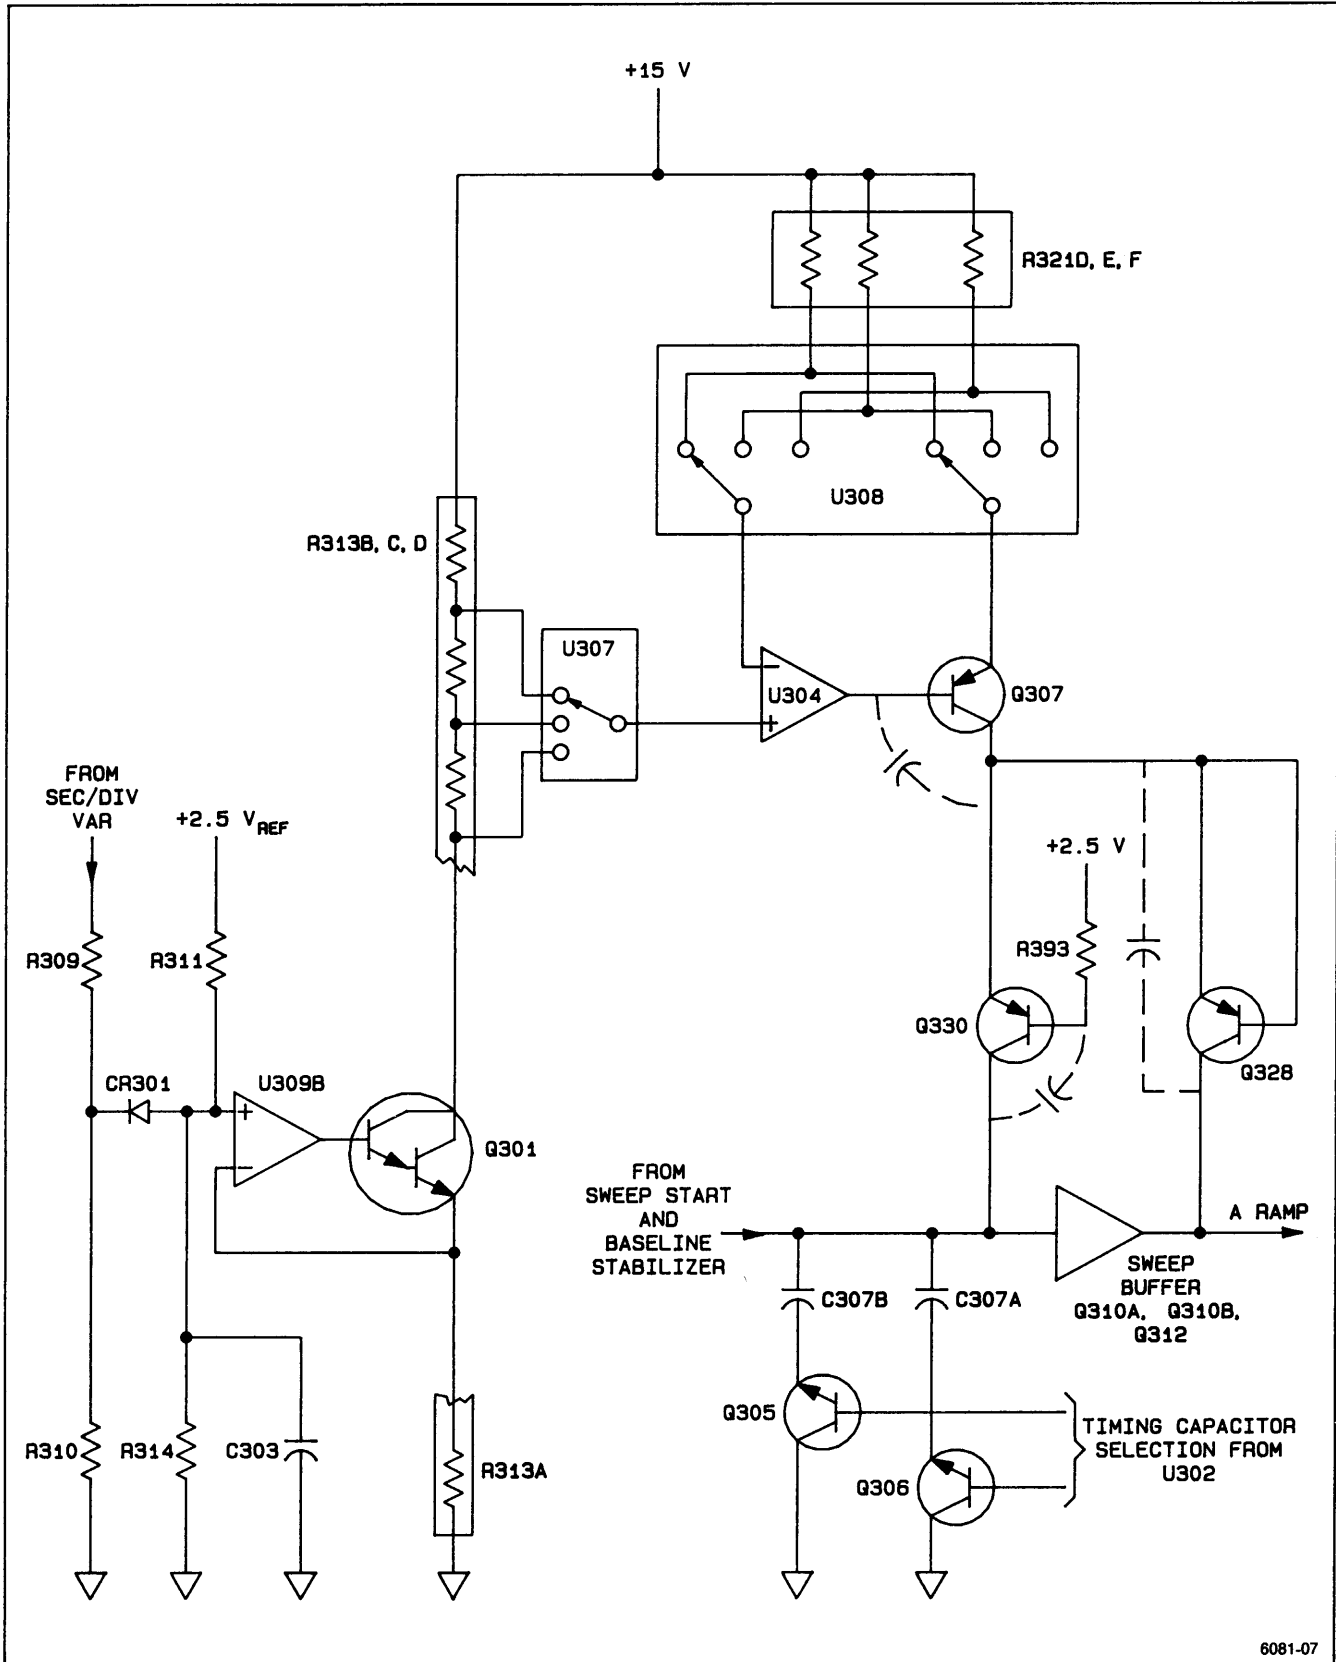 +15 V
R321D, E, F
U308
R313B, C, D
U307
U304
Q307
+
−
FROM
SEC/DIV
VAR
+2.5 V REF
+2.5 V
R309
R311
R393
Q330
Q328
CR301
U309B
+
−
Q301
FROM
SWEEP START
AND
BASELINE
STABILIZER
A RAMP
SWEEP
BUFFER
Q310A, Q310B,
Q312
C307B
C307A
Q305
Q306
TIMING CAPACITOR
SELECTION FROM
U302
R310
R314
C303
R313A
6081-07